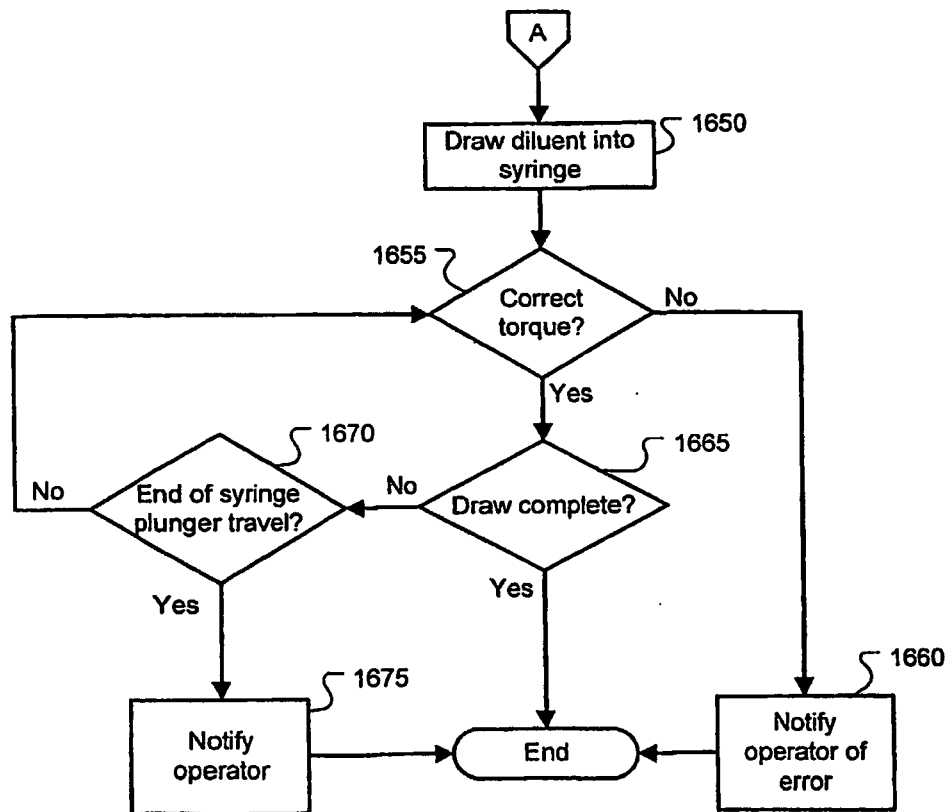 A
Draw diluent into
syringe
1650
1655
Correct
torque?
No
Yes
1670
1665
No
End of syringe
plunger travel?
No
Draw complete?
Yes
Yes
1675
1660
Notify
operator
End
Notify
operator of
error